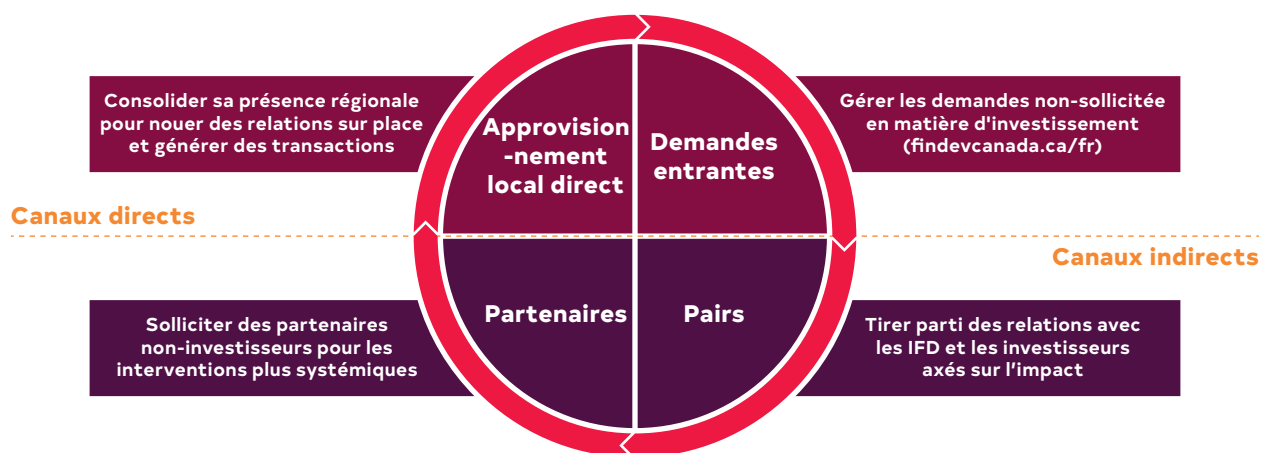 Consolider sa présence régionale
pour nouer des relations sur place
et générer des transactions
Approvision
-nement
local direct
Demandes
entrantes
Gérer les demandes non-sollicitée
en matière d'investissement
(findevcanada.ca/fr)
Canaux directs
Canaux indirects
Solliciter des partenaires
non-investisseurs pour les
interventions plus systémiques
Partenaires
Pairs
Tirer parti des relations avec
les IFD et les investisseurs
axés sur l’impact